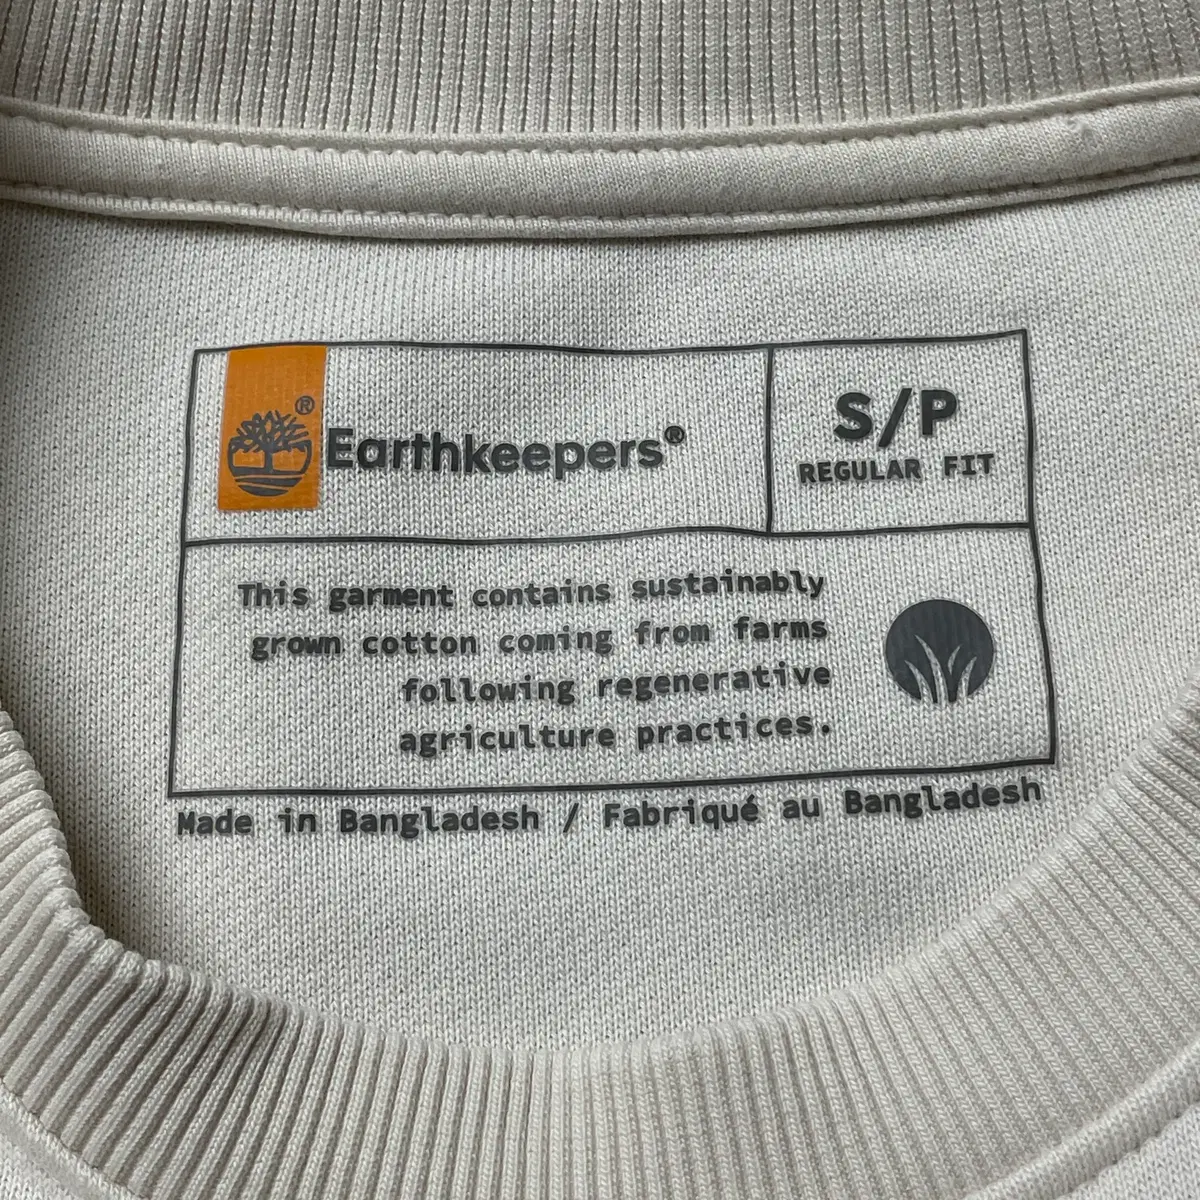 Earthkeepers®
S/P
REGULAR FIT
This garment contains sustainably
grown cotton coming from farms
following regenerative
agriculture practices.
Made in Bangladesh / Fabriqué au Bangladesh